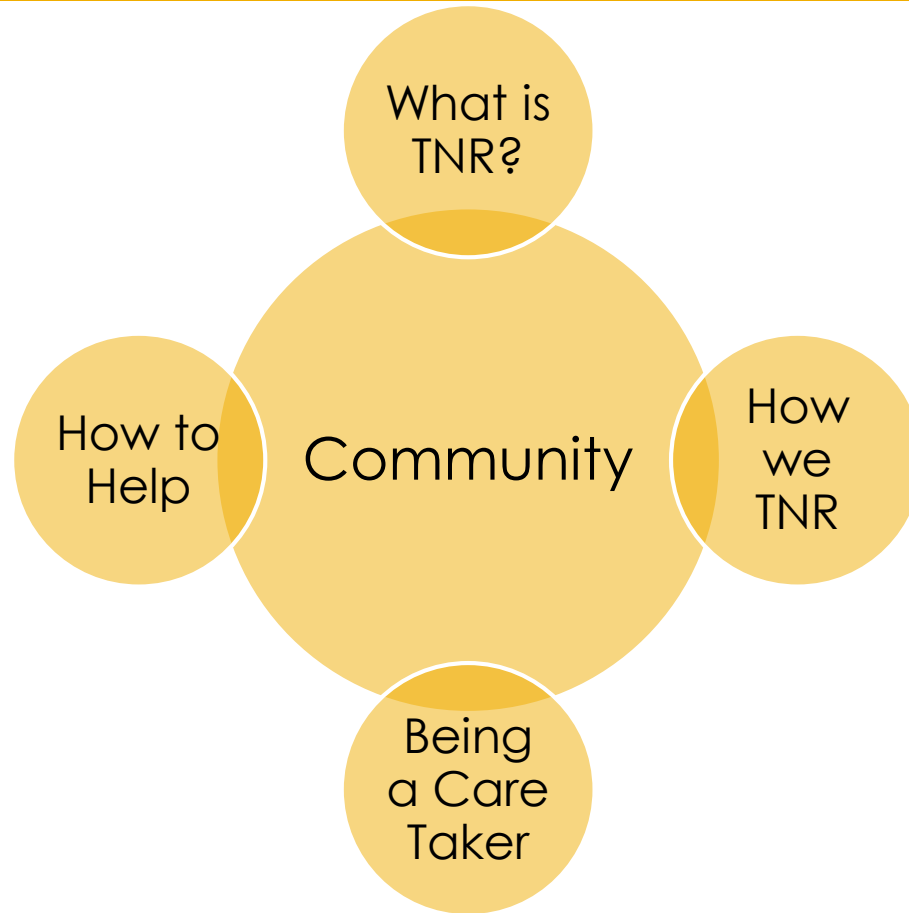 What is
TNR?
How to
Help
Community
How
we
TNR
Being
a Care
Taker